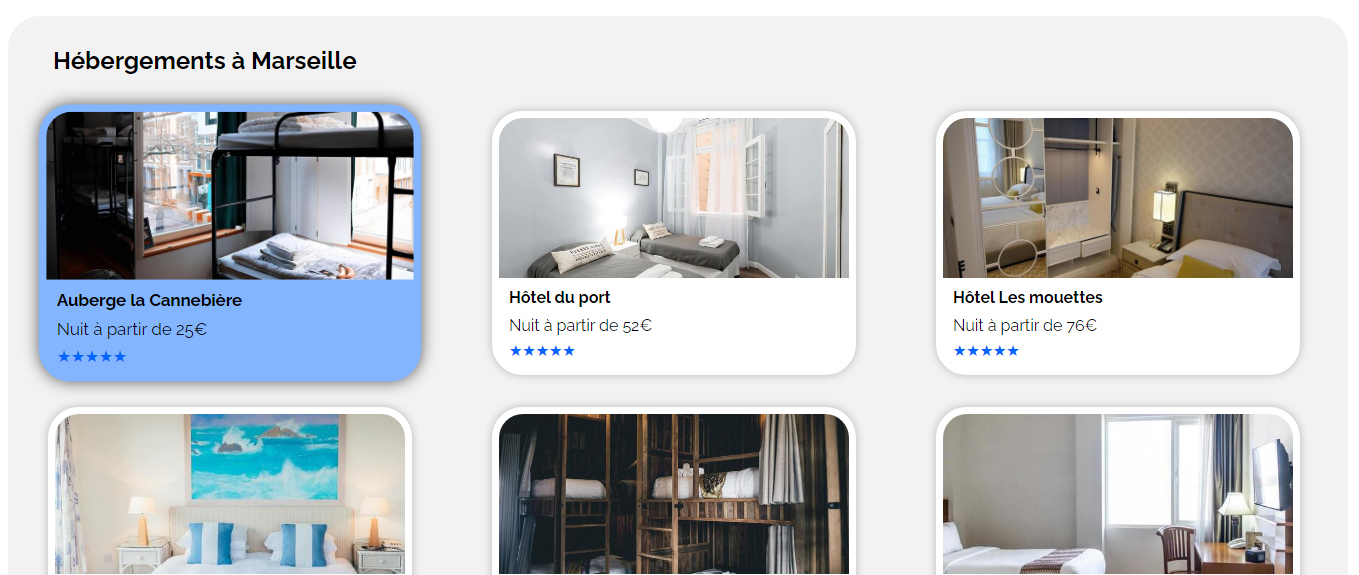 Hébergements à Marseille
Auberge la Cannebière
Nuit à partir de 25€
★★★★★
Hôtel du port
Nuit à partir de 52€
★★★★★
Hôtel Les mouettes
Nuit à partir de 76€
★★★★★